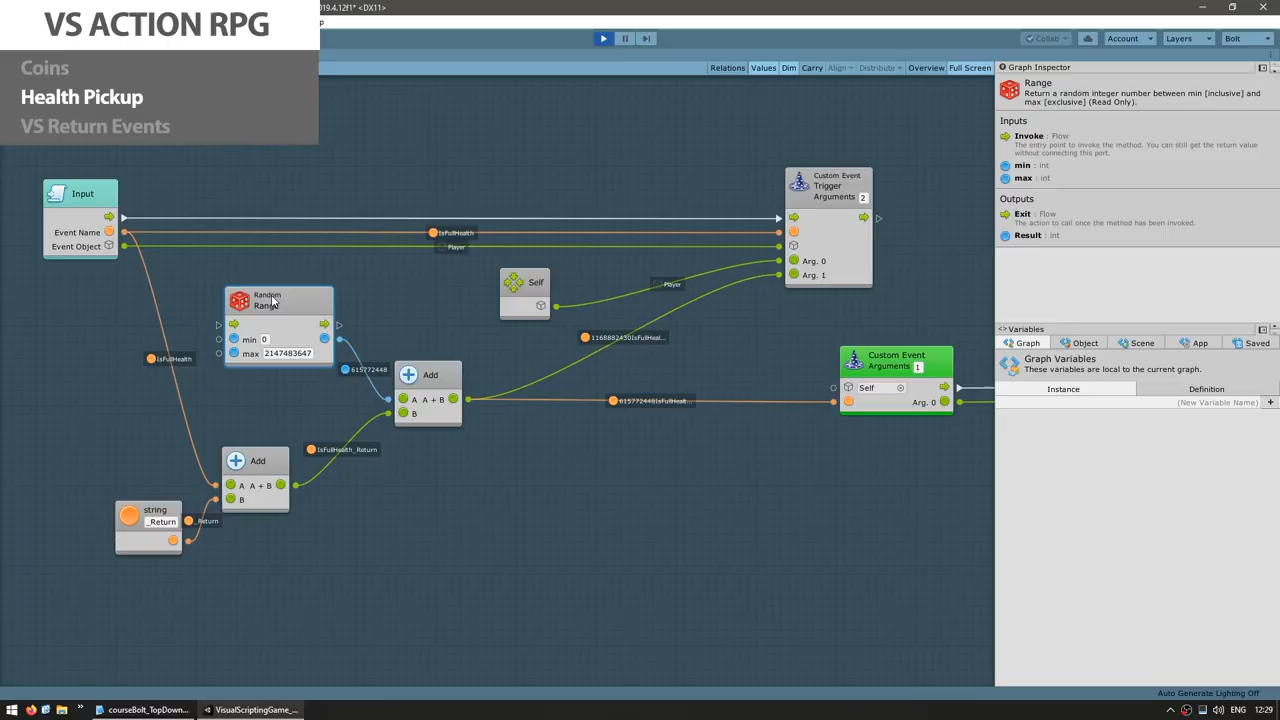 VS ACTION RPG
Coins
Health Pickup
VS Return Events
.4.12f1* <DX11>
p
Collab
Account
Layers
Bolt
Relations
Values
Dim
Carry
Align
Distribute
Overview
Full Screen
Graph Inspector
Range
Return a random integer number between min [inclusive] and
max [exclusive] (Read Only).
Inputs
Invoke : Flow
The entry point to invoke the method. You can still get the return value
without connecting this port.
min : int
max : int
Outputs
Exit : Flow
The action to call once the method has been invoked.
Result : int
Variables
Graph
Object
Scene
App
Saved
Graph Variables
These variables are local to the current graph.
Instance
Definition
(New Variable Name)
Input
Event Name
Event Object
IsFullHealth
Player
Custom Event
Trigger
Arguments 2
Arg. 0
Arg. 1
Self
Player
Random
Range
min 0
max 2147483647
IsFullHealth
615772448
1168882430IsFullHeal...
Add
A A + B
B
615772448IsFullHealt...
Custom Event
Arguments 1
Self
Arg. 0
IsFullHealth_Return
Add
A A + B
B
string
_Return
_Return
Auto Generate Lighting Off
courseBolt_TopDown...
VisualScriptingGame_...
ENG
12:29